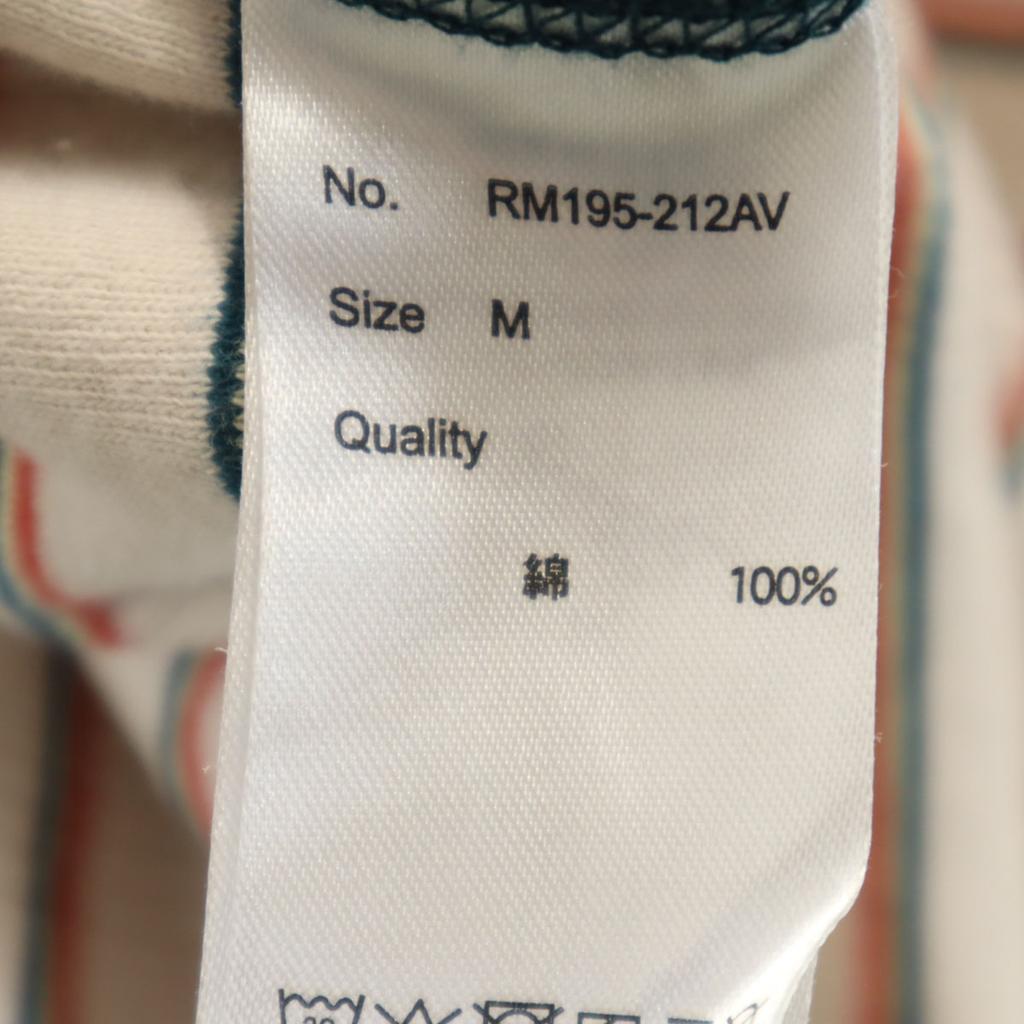 No. RM195-212AV
Size M
Quality
綿 100%